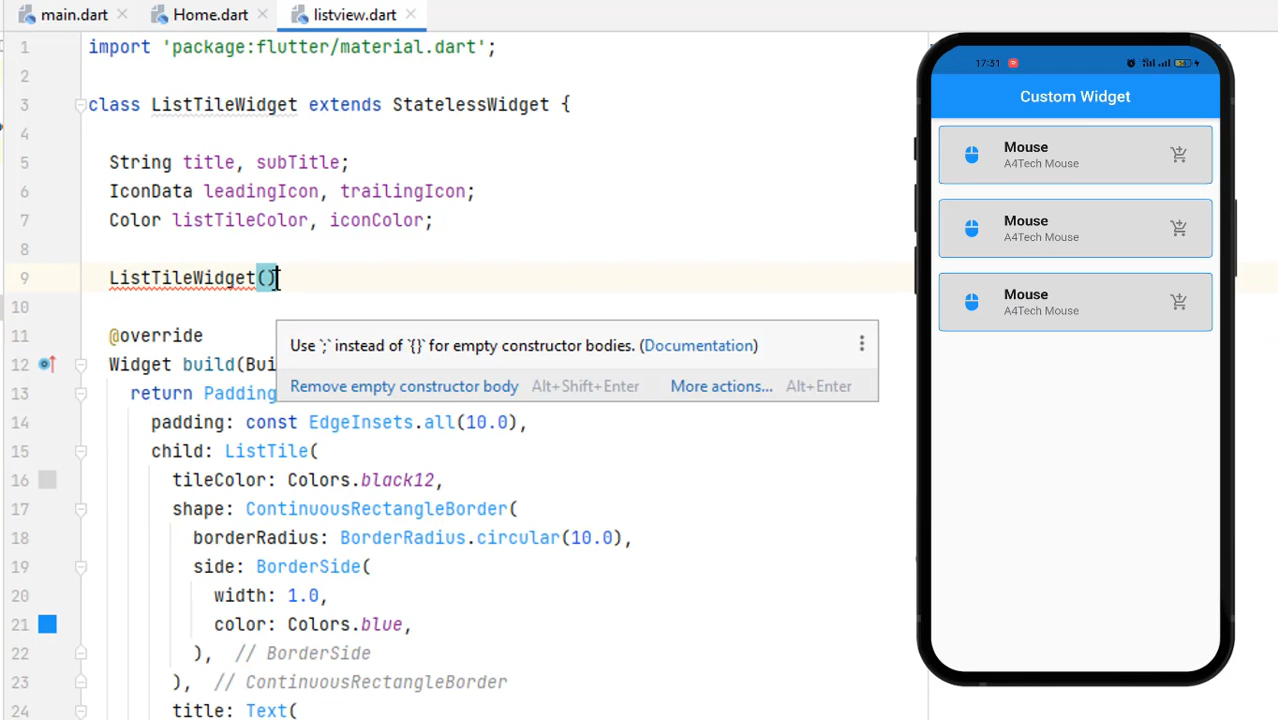 main.dart
Home.dart
listview.dart
1 import 'package:flutter/material.dart';
2
3 class ListTileWidget extends StatelessWidget {
4
5 String title, subTitle;
6 IconData leadingIcon, trailingIcon;
7 Color listTileColor, iconColor;
8
9 ListTileWidget()
10
11 @override
12 Widget build(Bui
13 return Padding
14 padding: const EdgeInsets.all(10.0),
15 child: ListTile(
16 tileColor: Colors.black12,
17 shape: ContinuousRectangleBorder(
18 borderRadius: BorderRadius.circular(10.0),
19 side: BorderSide(
20 width: 1.0,
21 color: Colors.blue,
22 ), // BorderSide
23 ), // ContinuousRectangleBorder
24 title: Text(
Use ';' instead of '{}' for empty constructor bodies. (Documentation)
Remove empty constructor body Alt+Shift+Enter More actions... Alt+Enter
17:31
Custom Widget
Mouse
A4Tech Mouse
Mouse
A4Tech Mouse
Mouse
A4Tech Mouse